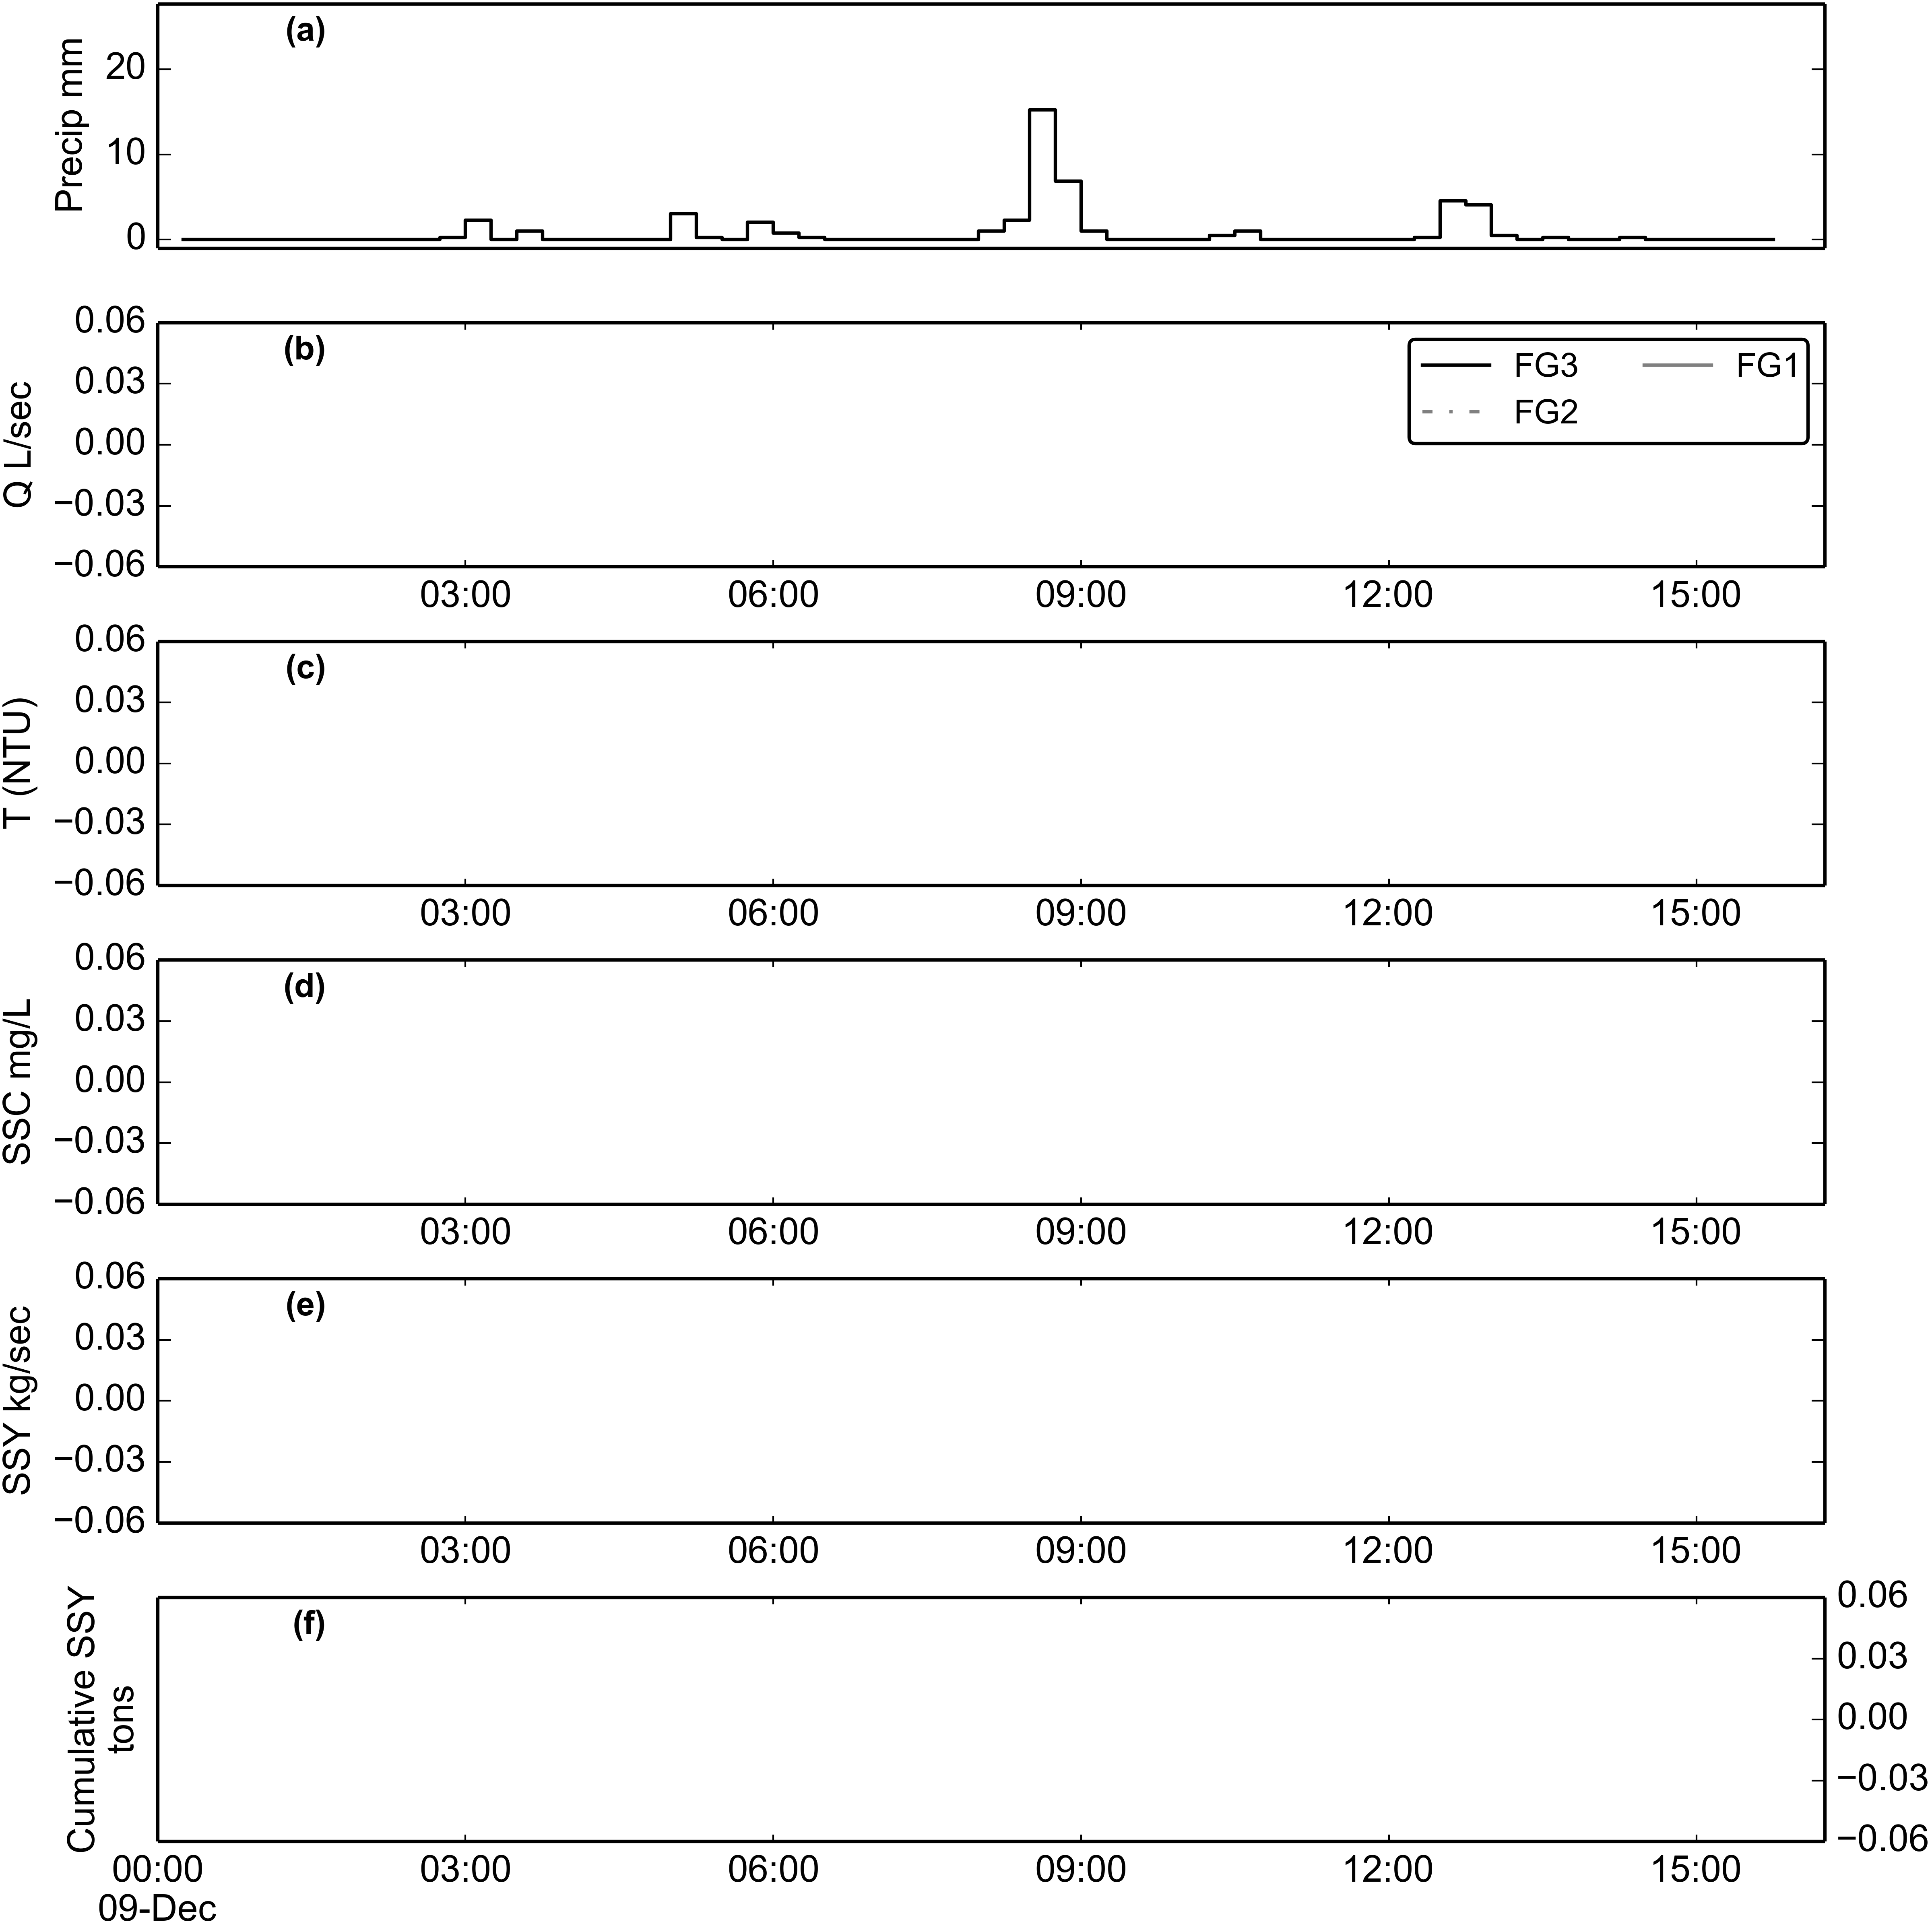 (a)
Precip mm
20
10
0
(b)
Q L/sec
0.06
0.03
0.00
−0.03
−0.06
FG3 FG1
FG2
03:00 06:00 09:00 12:00 15:00
(c)
T (NTU)
0.06
0.03
0.00
−0.03
−0.06
03:00 06:00 09:00 12:00 15:00
(d)
SSC mg/L
0.06
0.03
0.00
−0.03
−0.06
03:00 06:00 09:00 12:00 15:00
(e)
SSY kg/sec
0.06
0.03
0.00
−0.03
−0.06
03:00 06:00 09:00 12:00 15:00
(f)
Cumulative SSY
tons
0.06
0.03
0.00
−0.03
−0.06
00:00 03:00 06:00 09:00 12:00 15:00
09-Dec